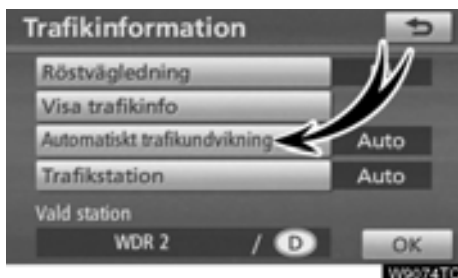 Trafikinformation
Röstvägledning
Visa trafikinfo
Automatiskt trafikundvikning Auto
Trafikstation Auto
Vald station
WDR 2 / D OK
W9074TC